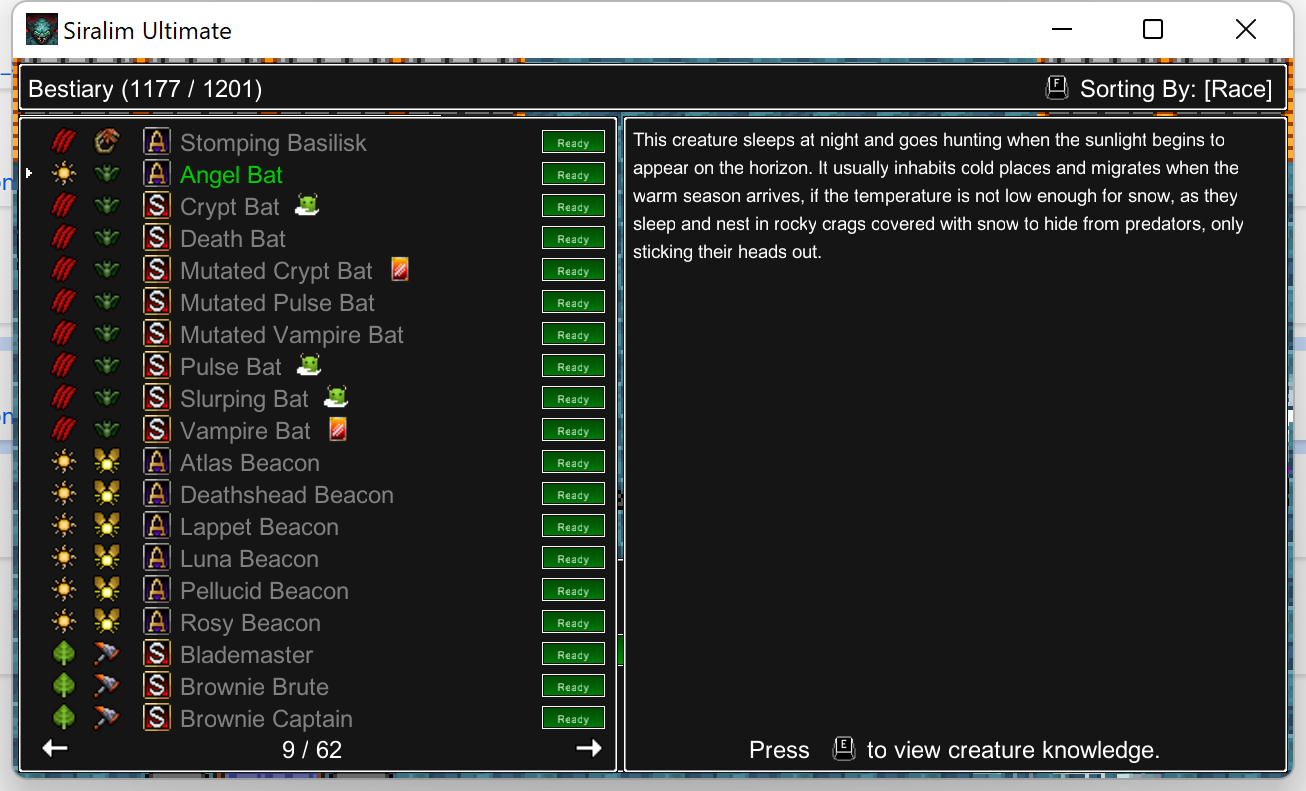 Siralim Ultimate
Bestiary (1177 / 1201)
F Sorting By: [Race]
A Stomping Basilisk Ready
A Angel Bat Ready
S Crypt Bat Ready
S Death Bat Ready
S Mutated Crypt Bat Ready
S Mutated Pulse Bat Ready
S Mutated Vampire Bat Ready
S Pulse Bat Ready
S Slurping Bat Ready
S Vampire Bat Ready
A Atlas Beacon Ready
A Deathshead Beacon Ready
A Lappet Beacon Ready
A Luna Beacon Ready
A Pellucid Beacon Ready
A Rosy Beacon Ready
S Blademaster Ready
S Brownie Brute Ready
S Brownie Captain Ready
9 / 62
This creature sleeps at night and goes hunting when the sunlight begins to
appear on the horizon. It usually inhabits cold places and migrates when the
warm season arrives, if the temperature is not low enough for snow, as they
sleep and nest in rocky crags covered with snow to hide from predators, only
sticking their heads out.
Press E to view creature knowledge.